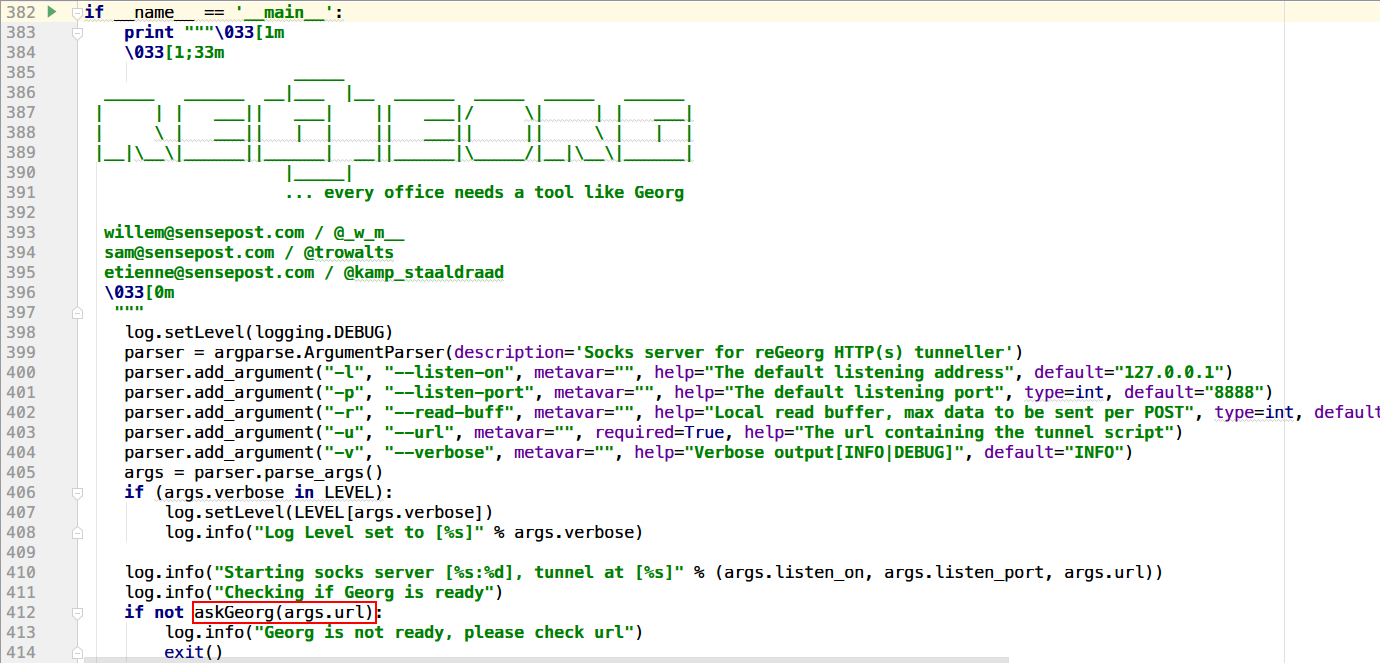 382 if __name__ == '__main__':
383 print """\033[1m
384 \033[1;33m
385                      _____
386   _____   ______  __|___  |__  ______  _____  _____   ______
387  |     | |   ___||   ___|    ||   ___|/     \|     | |   ___|
388  |     \ |   ___||   |  |    ||   ___||     ||     \ |   |  |
389  |__|\__\|______||______|  __||______|\_____/|__|\__\|______|
390                     |_____|
391                     ... every office needs a tool like Georg
392
393   willem@sensepost.com / @_w_m__
394   sam@sensepost.com / @trowalts
395   etienne@sensepost.com / @kamp_staaldraad
396   \033[0m
397    """
398     log.setLevel(logging.DEBUG)
399     parser = argparse.ArgumentParser(description='Socks server for reGeorg HTTP(s) tunneller')
400     parser.add_argument("-l", "--listen-on", metavar="", help="The default listening address", default="127.0.0.1")
401     parser.add_argument("-p", "--listen-port", metavar="", help="The default listening port", type=int, default="8888")
402     parser.add_argument("-r", "--read-buff", metavar="", help="Local read buffer, max data to be sent per POST", type=int, default
403     parser.add_argument("-u", "--url", metavar="", required=True, help="The url containing the tunnel script")
404     parser.add_argument("-v", "--verbose", metavar="", help="Verbose output[INFO|DEBUG]", default="INFO")
405     args = parser.parse_args()
406     if (args.verbose in LEVEL):
407         log.setLevel(LEVEL[args.verbose])
408         log.info("Log Level set to [%s]" % args.verbose)
409
410     log.info("Starting socks server [%s:%d], tunnel at [%s]" % (args.listen_on, args.listen_port, args.url))
411     log.info("Checking if Georg is ready")
412     if not askGeorg(args.url):
413         log.info("Georg is not ready, please check url")
414         exit()